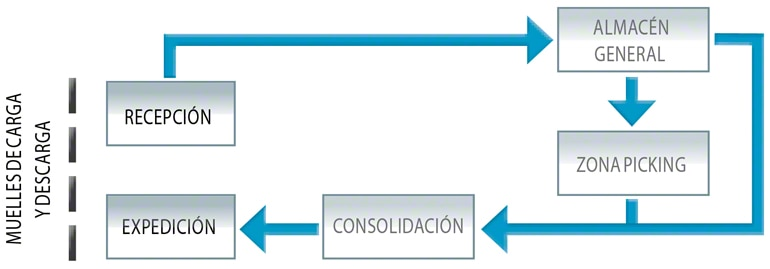 MUELLES DE CARGA
Y DESCARGA
RECEPCIÓN
ALMACÉN
GENERAL
ZONA PICKING
CONSOLIDACIÓN
EXPEDICIÓN